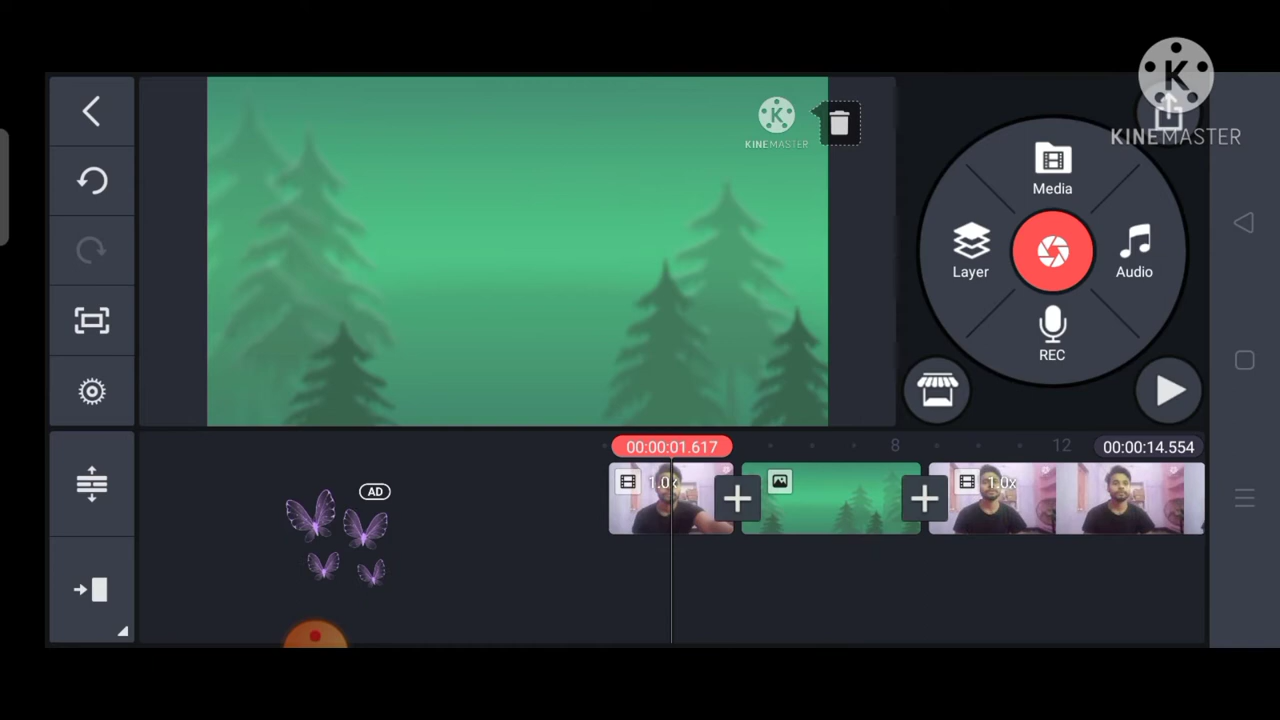 KINEMASTER
KINEMASTER
Media
Layer
Audio
REC
00:00:01.617
8
12
00:00:14.554
1.0x
1.0x
AD